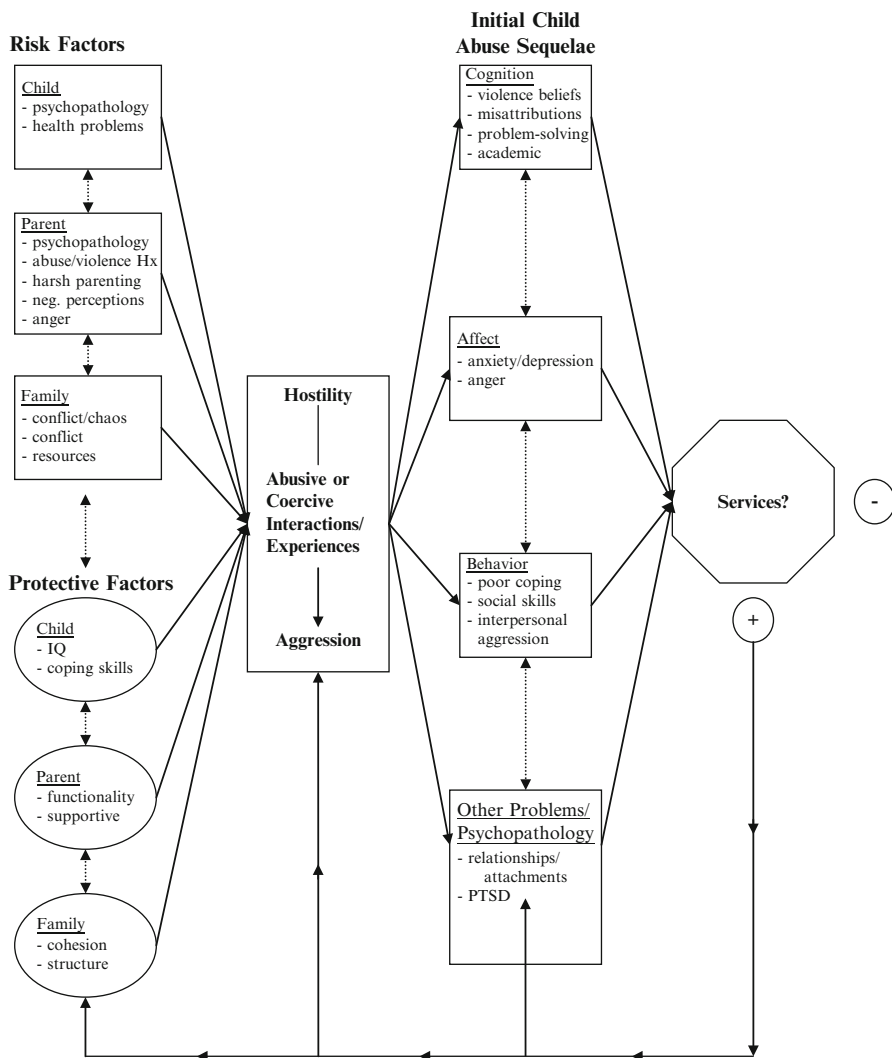 Risk Factors
Child
- psychopathology
- health problems
Parent
- psychopathology
- abuse/violence Hx
- harsh parenting
- neg. perceptions
- anger
Family
- conflict/chaos
- conflict
- resources
Protective Factors
Child
- IQ
- coping skills
Parent
- functionality
- supportive
Family
- cohesion
- structure
Hostility
Abusive or
Coercive
Interactions/
Experiences
Aggression
Initial Child
Abuse Sequelae
Cognition
- violence beliefs
- misattributions
- problem-solving
- academic
Affect
- anxiety/depression
- anger
Behavior
- poor coping
- social skills
- interpersonal
aggression
Other Problems/
Psychopathology
- relationships/
attachments
- PTSD
Services?
-
+